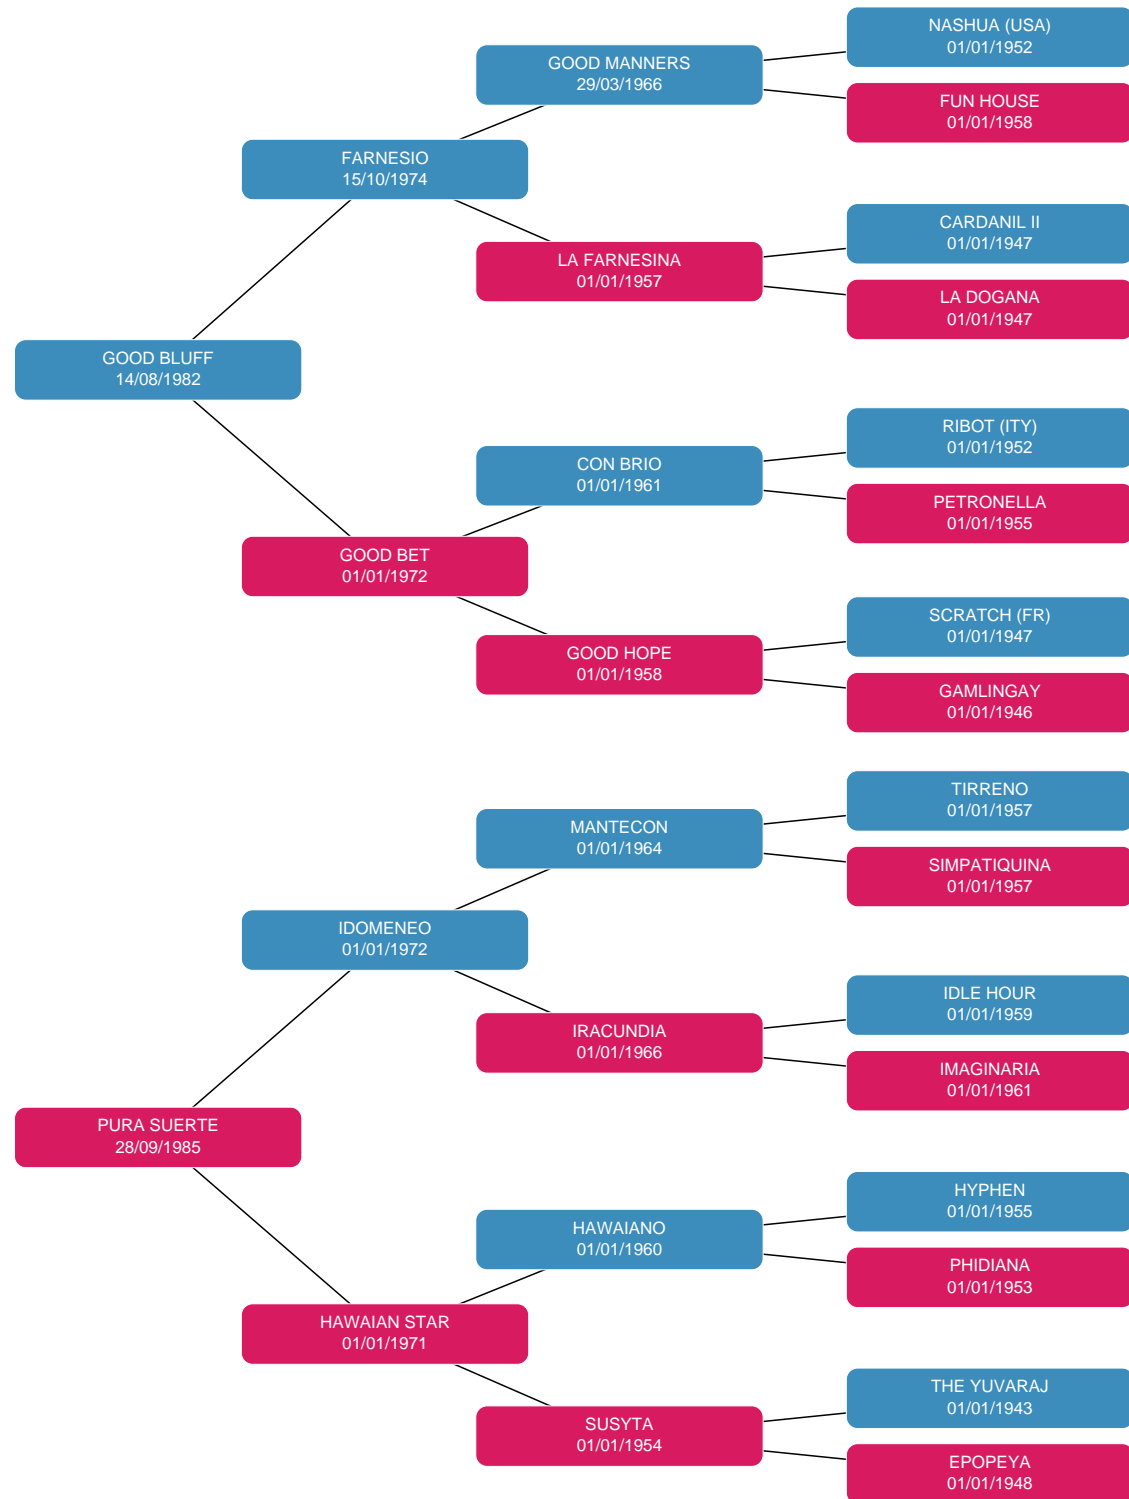 NASHUA (USA)
01/01/1952
GOOD MANNERS
29/03/1966
FUN HOUSE
01/01/1958
FARNESIO
15/10/1974
CARDANIL II
01/01/1947
LA FARNESINA
01/01/1957
LA DOGANA
01/01/1947
GOOD BLUFF
14/08/1982
RIBOT (ITY)
01/01/1952
CON BRIO
01/01/1961
PETRONELLA
01/01/1955
GOOD BET
01/01/1972
SCRATCH (FR)
01/01/1947
GOOD HOPE
01/01/1958
GAMLINGAY
01/01/1946
TIRRENO
01/01/1957
MANTECON
01/01/1964
SIMPATIQUINA
01/01/1957
IDOMENEO
01/01/1972
IDLE HOUR
01/01/1959
IRACUNDIA
01/01/1966
IMAGINARIA
01/01/1961
PURA SUERTE
28/09/1985
HYPHEN
01/01/1955
HAWAIANO
01/01/1960
PHIDIANA
01/01/1953
HAWAIAN STAR
01/01/1971
THE YUVARAJ
01/01/1943
SUSYTA
01/01/1954
EPOPEYA
01/01/1948